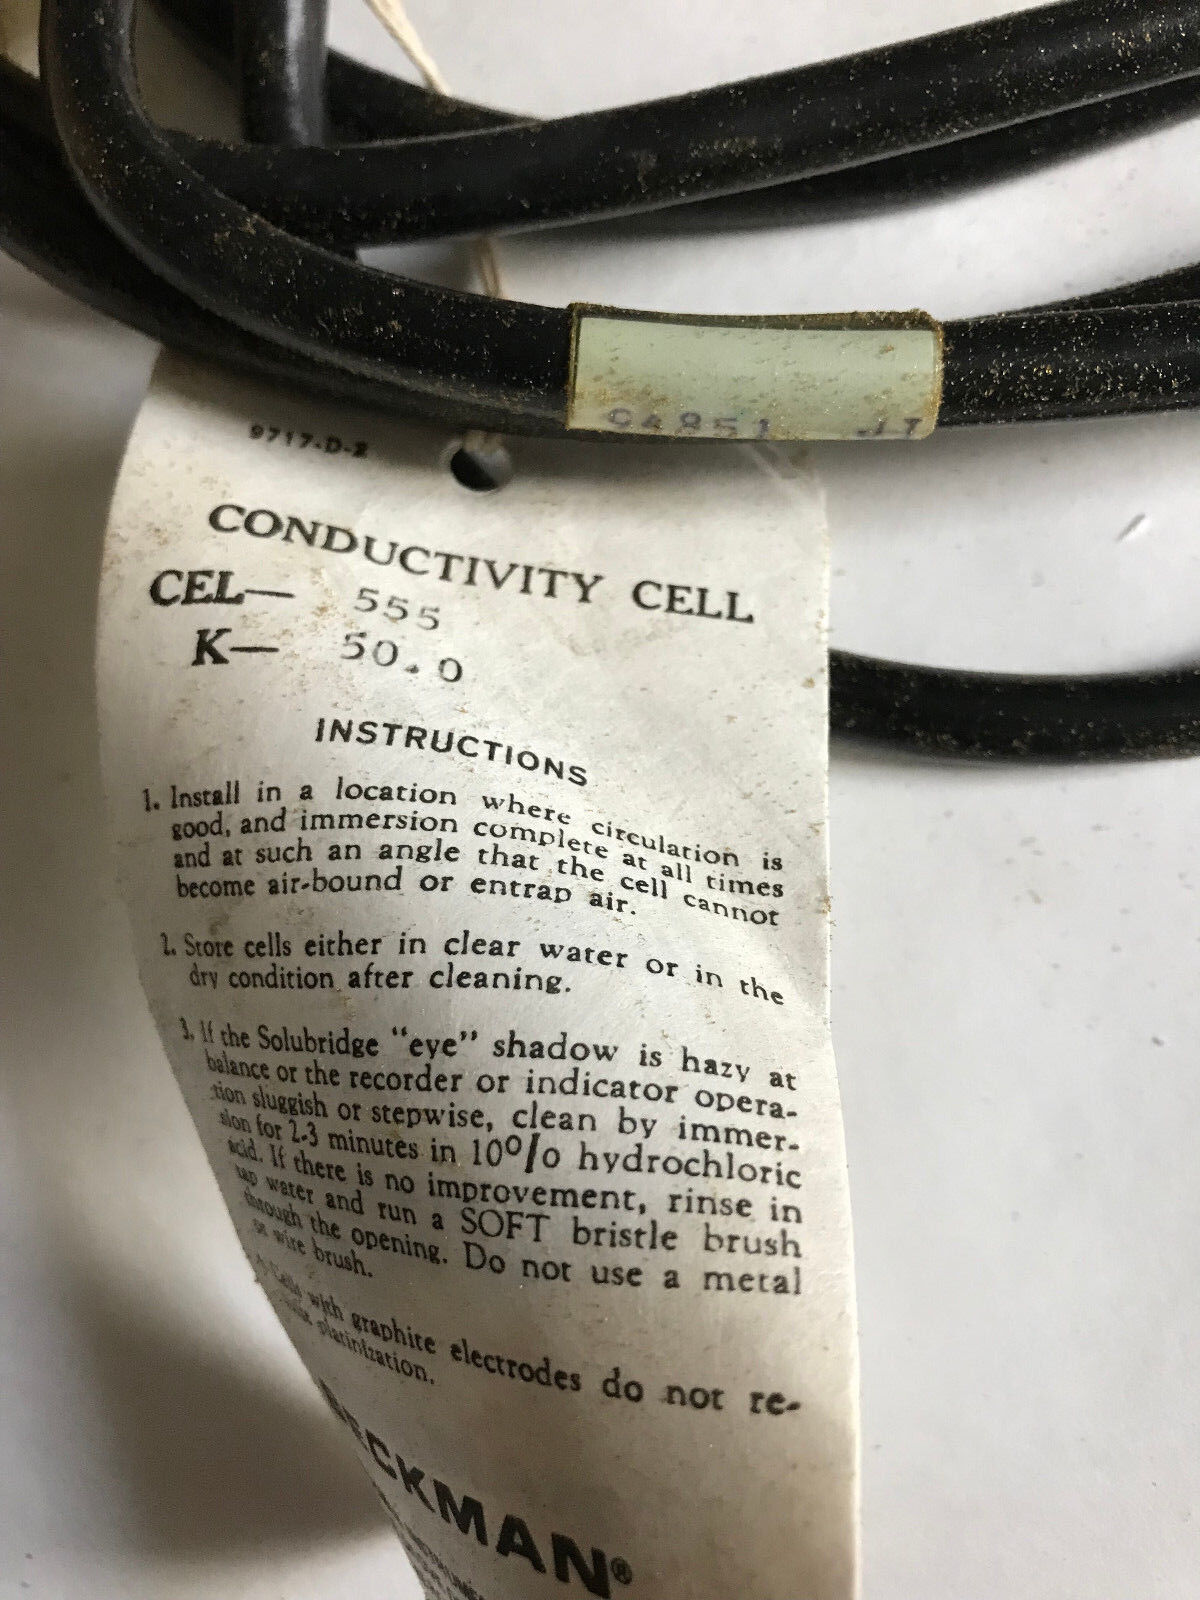 94851 JT
9717-D-2
CONDUCTIVITY CELL
CEL— 555
K— 50.0
INSTRUCTIONS
1. Install in a location where circulation is
good, and immersion complete at all times
and at such an angle that the cell cannot
become air-bound or entrap air.
2. Store cells either in clear water or in the
dry condition after cleaning.
3. If the Solubridge "eye" shadow is hazy at
balance or the recorder or indicator opera-
tion sluggish or stepwise, clean by immer-
sion for 2-3 minutes in 10% hydrochloric
acid. If there is no improvement, rinse in
tap water and run a SOFT bristle brush
through the opening. Do not use a metal
or wire brush.
Cells with graphite electrodes do not re-
platinization.
BECKMAN®